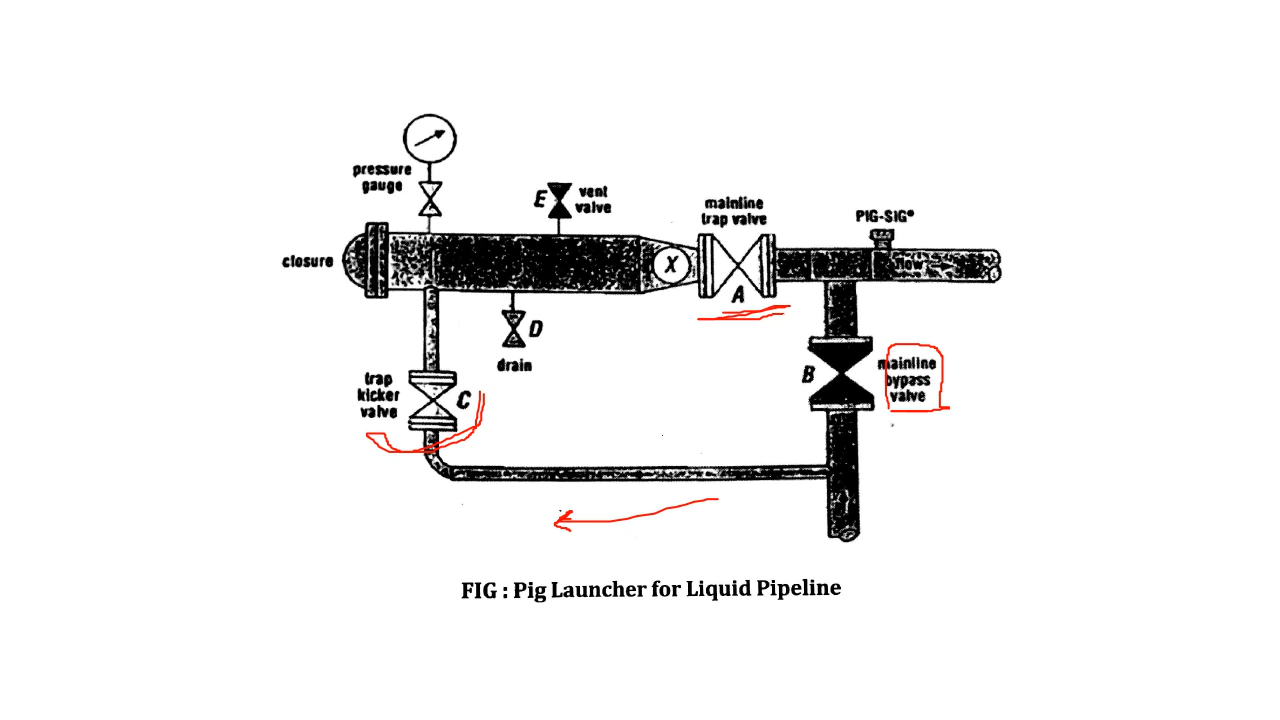 pressure
gauge
E
vent
valve
mainline
trap valve
PIG-SIG®
closure
X
flow
A
D
drain
trap
kicker
valve
C
B
mainline
bypass
valve
FIG : Pig Launcher for Liquid Pipeline